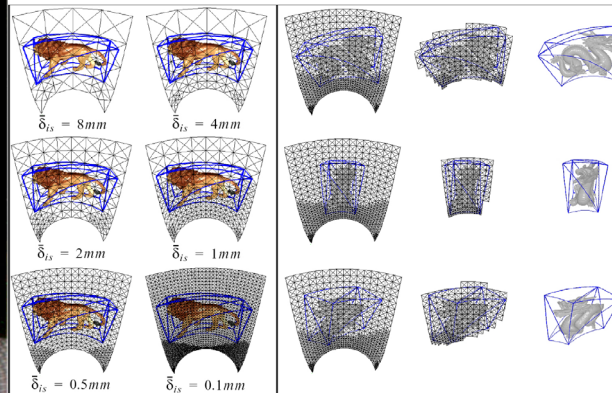 δ̄is = 8mm
δ̄is = 4mm
δ̄is = 2mm
δ̄is = 1mm
δ̄is = 0.5mm
δ̄is = 0.1mm